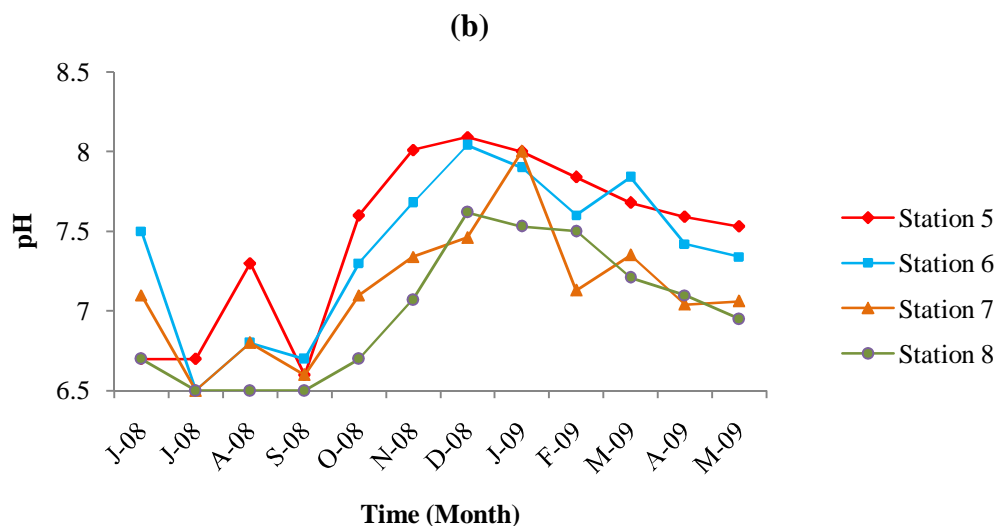 (b)
8.5
8
7.5
7
6.5
pH
J-08
J-08
A-08
S-08
O-08
N-08
D-08
J-09
F-09
M-09
A-09
M-09
Time (Month)
Station 5
Station 6
Station 7
Station 8